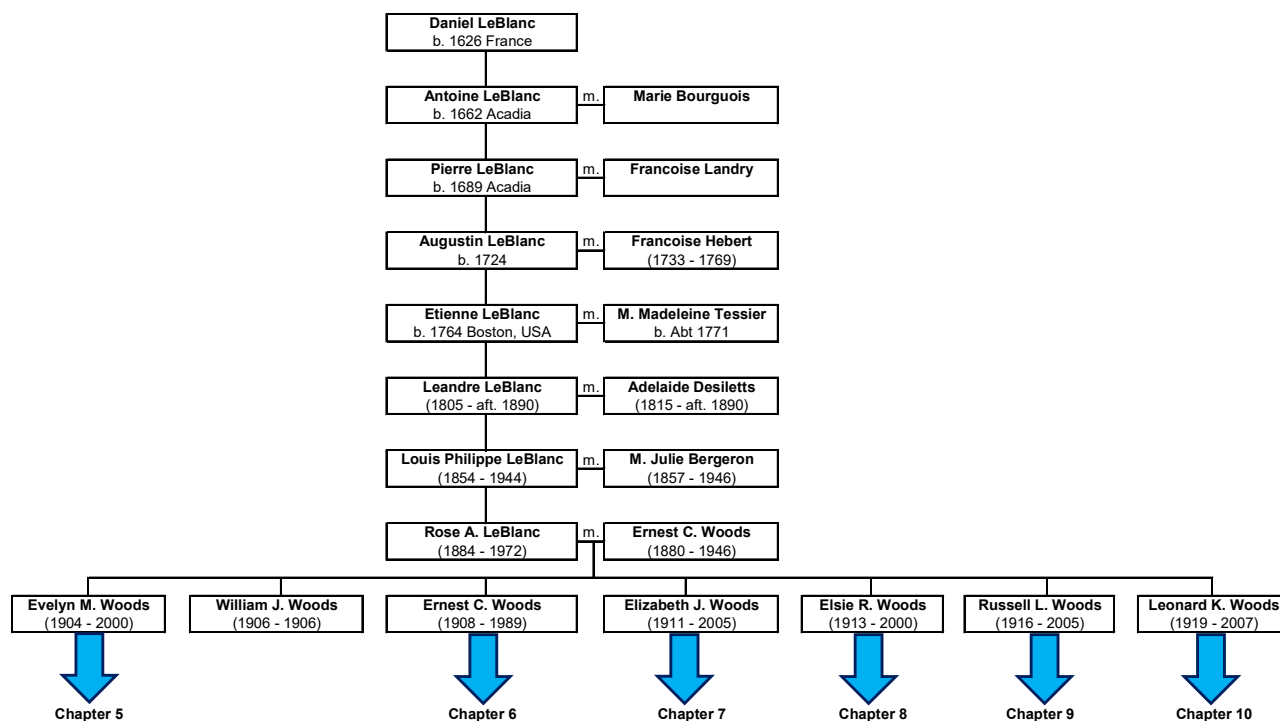 Daniel LeBlanc
b. 1626 France
Antoine LeBlanc
b. 1662 Acadia
m.
Marie Bourguois
Pierre LeBlanc
b. 1689 Acadia
m.
Francoise Landry
Augustin LeBlanc
b. 1724
m.
Francoise Hebert
(1733 - 1769)
Etienne LeBlanc
b. 1764 Boston, USA
m.
M. Madeleine Tessier
b. Abt 1771
Leandre LeBlanc
(1805 - aft. 1890)
m.
Adelaide Desiletts
(1815 - aft. 1890)
Louis Philippe LeBlanc
(1854 - 1944)
m.
M. Julie Bergeron
(1857 - 1946)
Rose A. LeBlanc
(1884 - 1972)
m.
Ernest C. Woods
(1880 - 1946)
Evelyn M. Woods
(1904 - 2000)
William J. Woods
(1906 - 1906)
Ernest C. Woods
(1908 - 1989)
Elizabeth J. Woods
(1911 - 2005)
Elsie R. Woods
(1913 - 2000)
Russell L. Woods
(1916 - 2005)
Leonard K. Woods
(1919 - 2007)
Chapter 5
Chapter 6
Chapter 7
Chapter 8
Chapter 9
Chapter 10